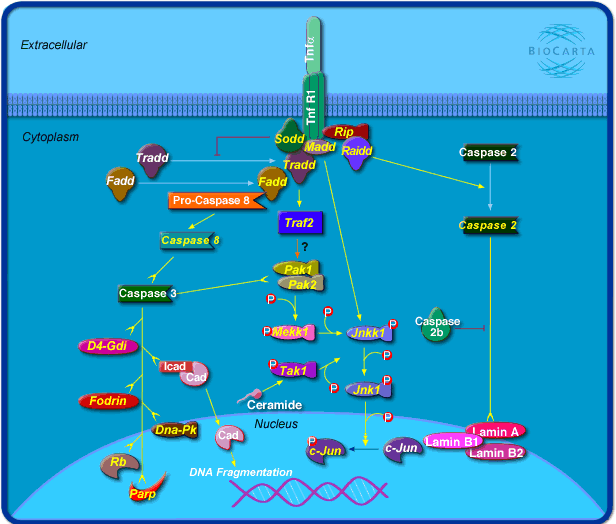 Extracellular
Tnfα
BIOCARTA
Tnf R1
Cytoplasm
Sodd
Rip
Madd
Raidd
Tradd
Tradd
Fadd
Fadd
Caspase 2
Pro-Caspase 8
Traf2
Caspase 2
Caspase 8
?
Pak1
Pak2
Caspase 3
P
P
P
Mekk1
Jnkk1
P
Caspase
2b
D4-Gdi
P
Icad
Cad
P
Tak1
P
Jnk1
P
Fodrin
Ceramide
P
Nucleus
Dna-Pk
Cad
Lamin A
Lamin B1
Lamin B2
P
c-Jun
c-Jun
Rb
DNA Fragmentation
Parp